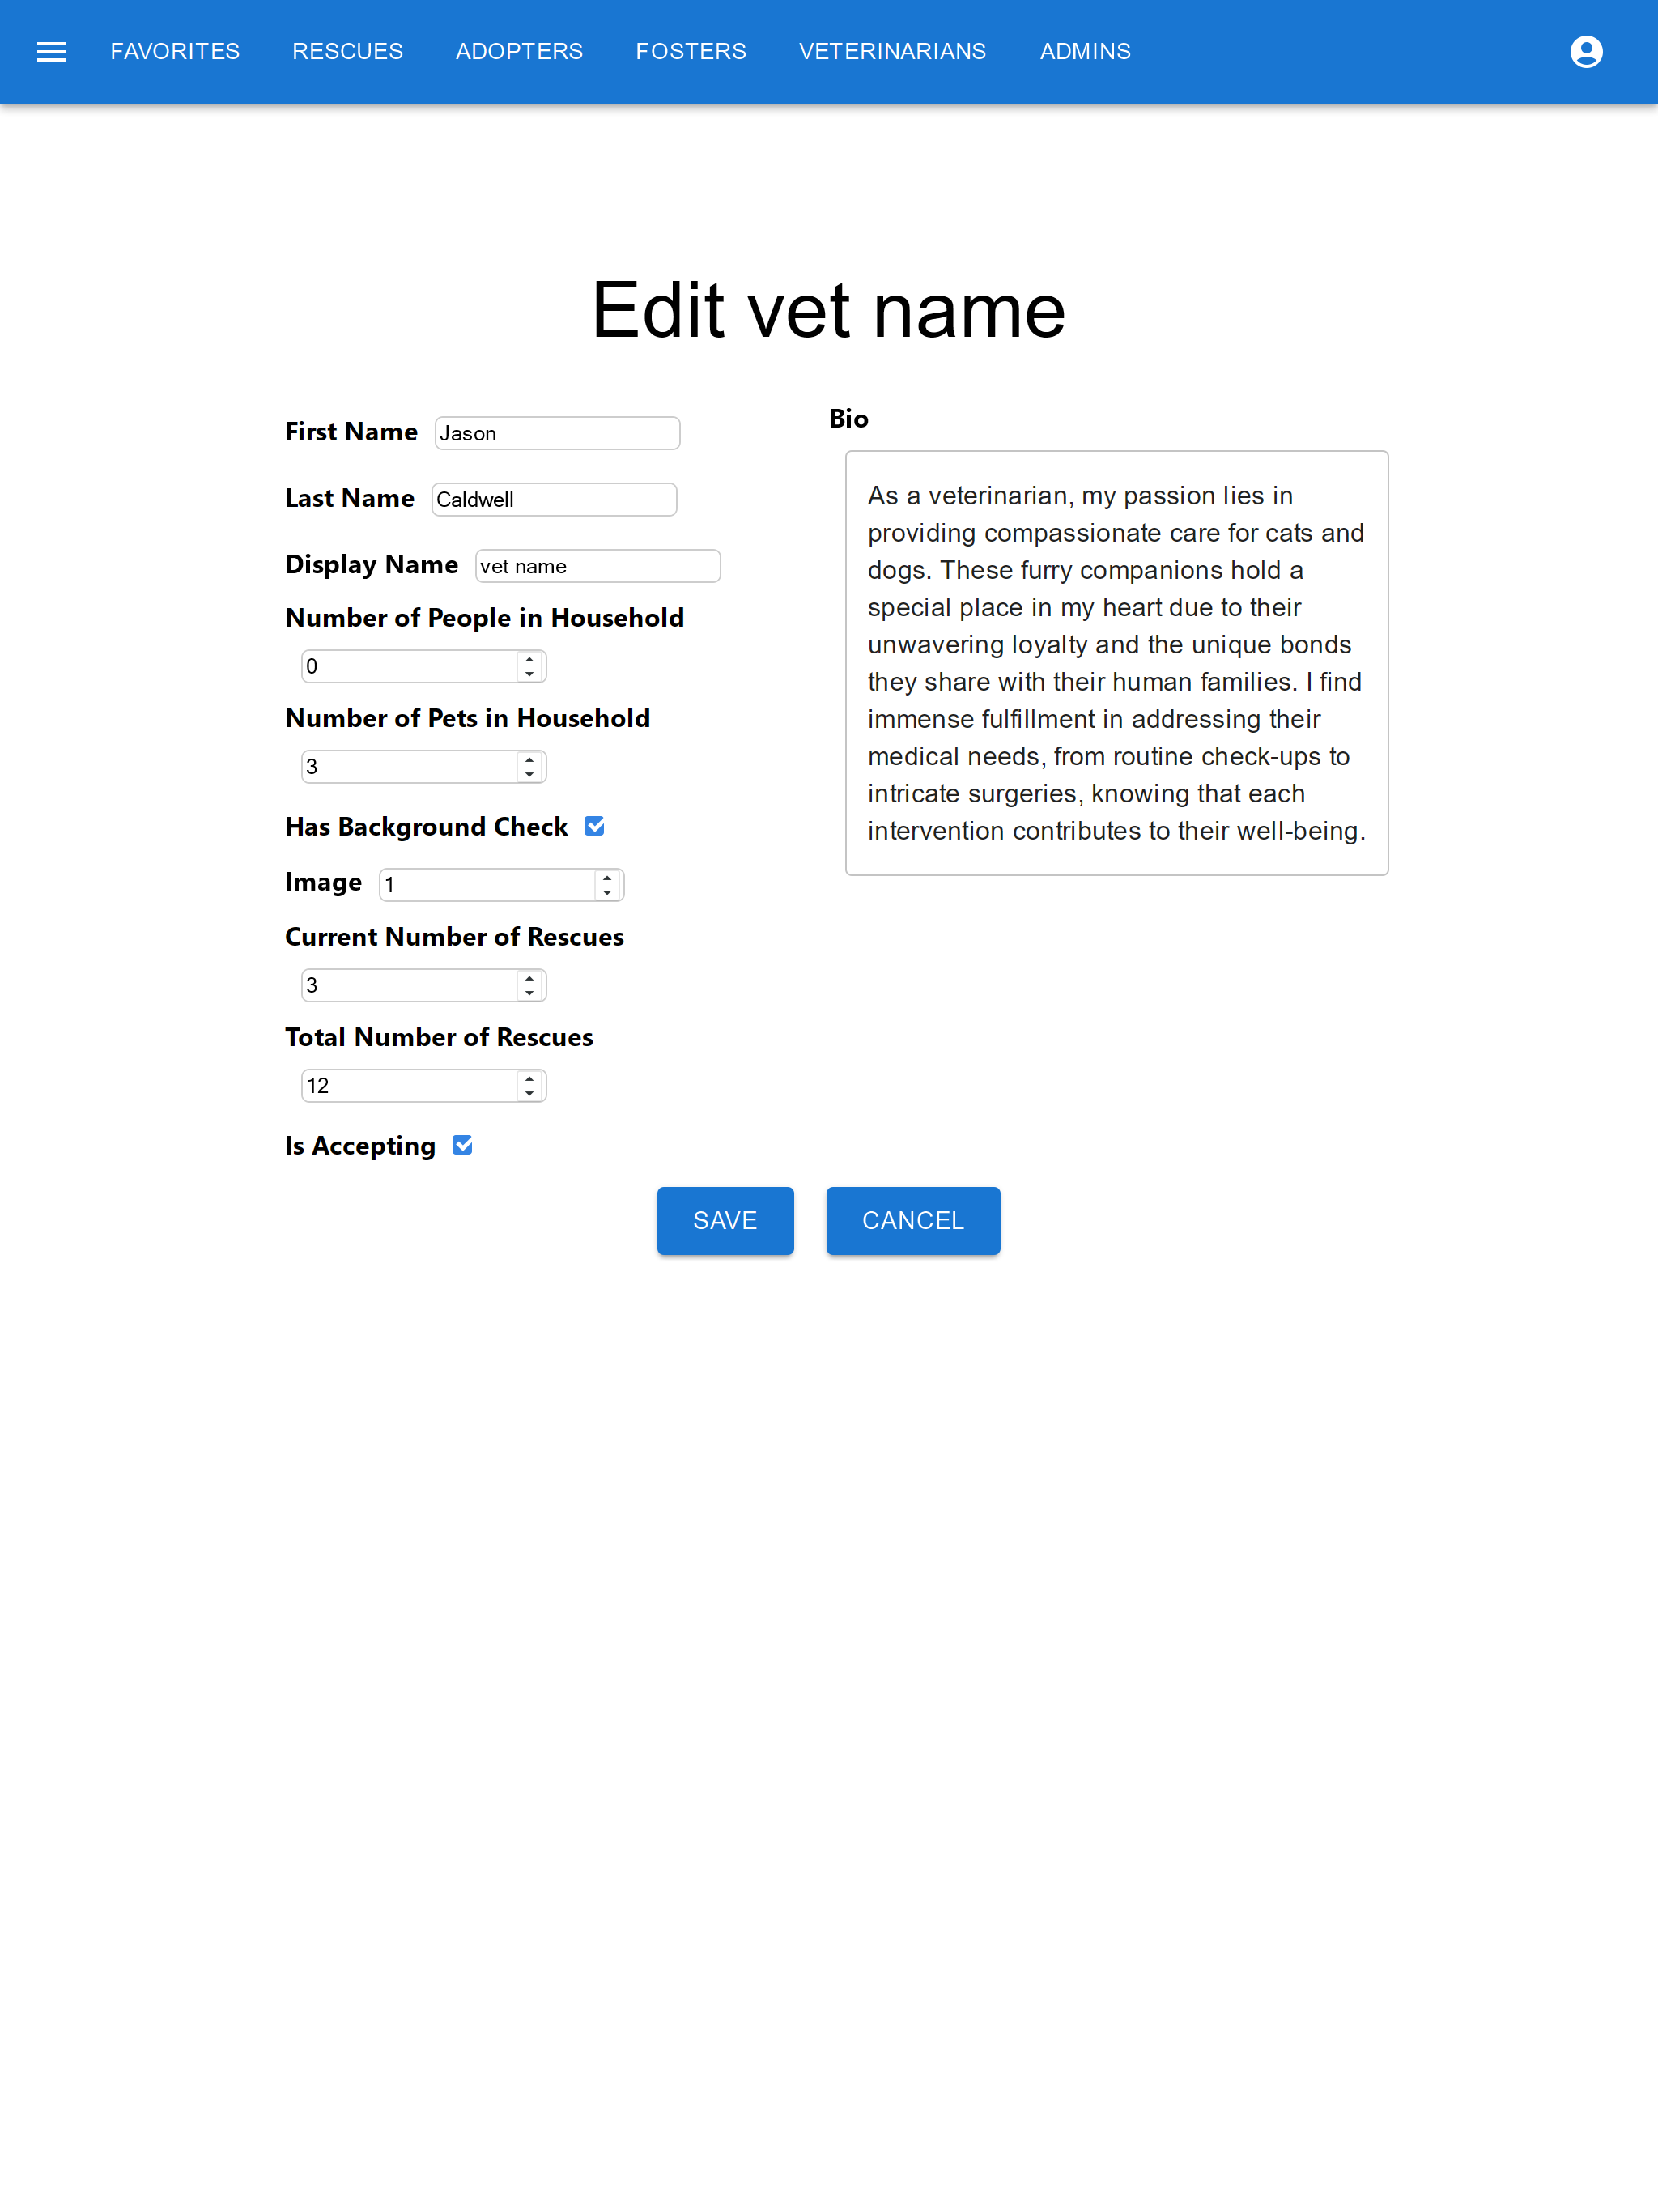 FAVORITES RESCUES ADOPTERS FOSTERS VETERINARIANS ADMINS
Edit vet name
First Name Jason
Last Name Caldwell
Display Name vet name
Number of People in Household
0
Number of Pets in Household
3
Has Background Check
Image 1
Current Number of Rescues
3
Total Number of Rescues
12
Is Accepting
Bio
As a veterinarian, my passion lies in
providing compassionate care for cats and
dogs. These furry companions hold a
special place in my heart due to their
unwavering loyalty and the unique bonds
they share with their human families. I find
immense fulfillment in addressing their
medical needs, from routine check-ups to
intricate surgeries, knowing that each
intervention contributes to their well-being.
SAVE CANCEL